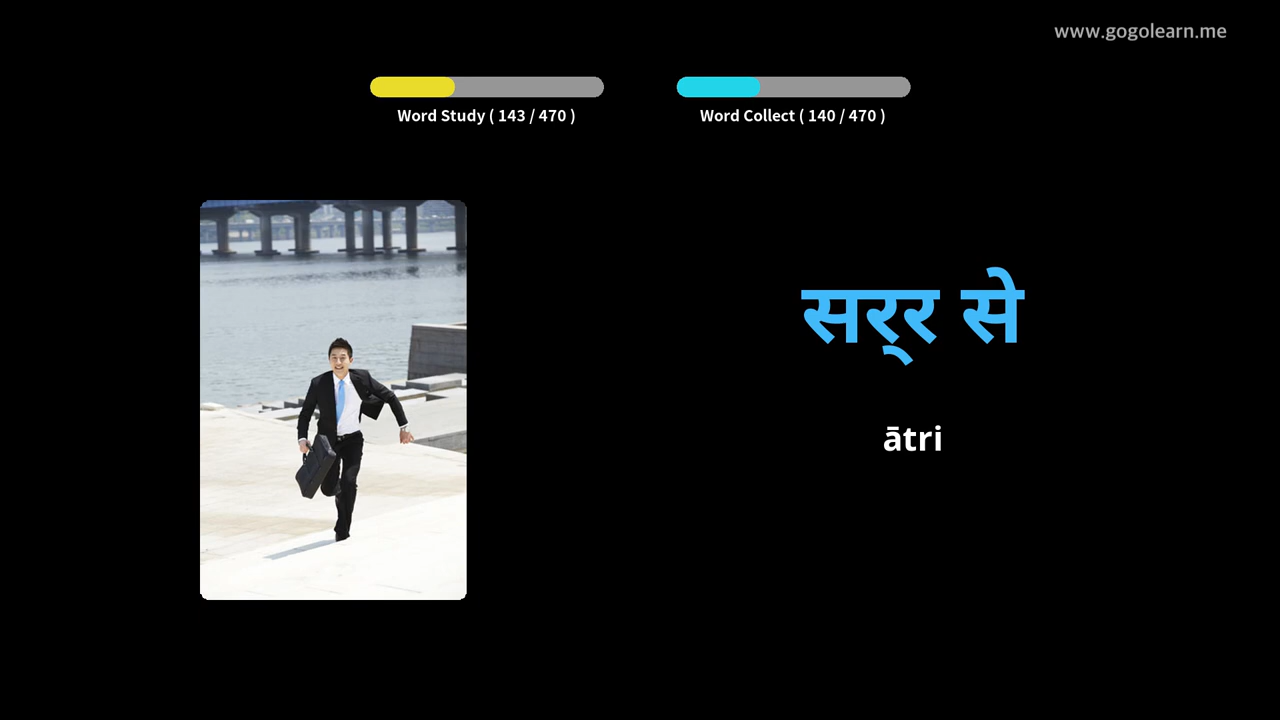 www.gogolearn.me
Word Study ( 143 / 470 )
Word Collect ( 140 / 470 )
सर्‍र से
ātri